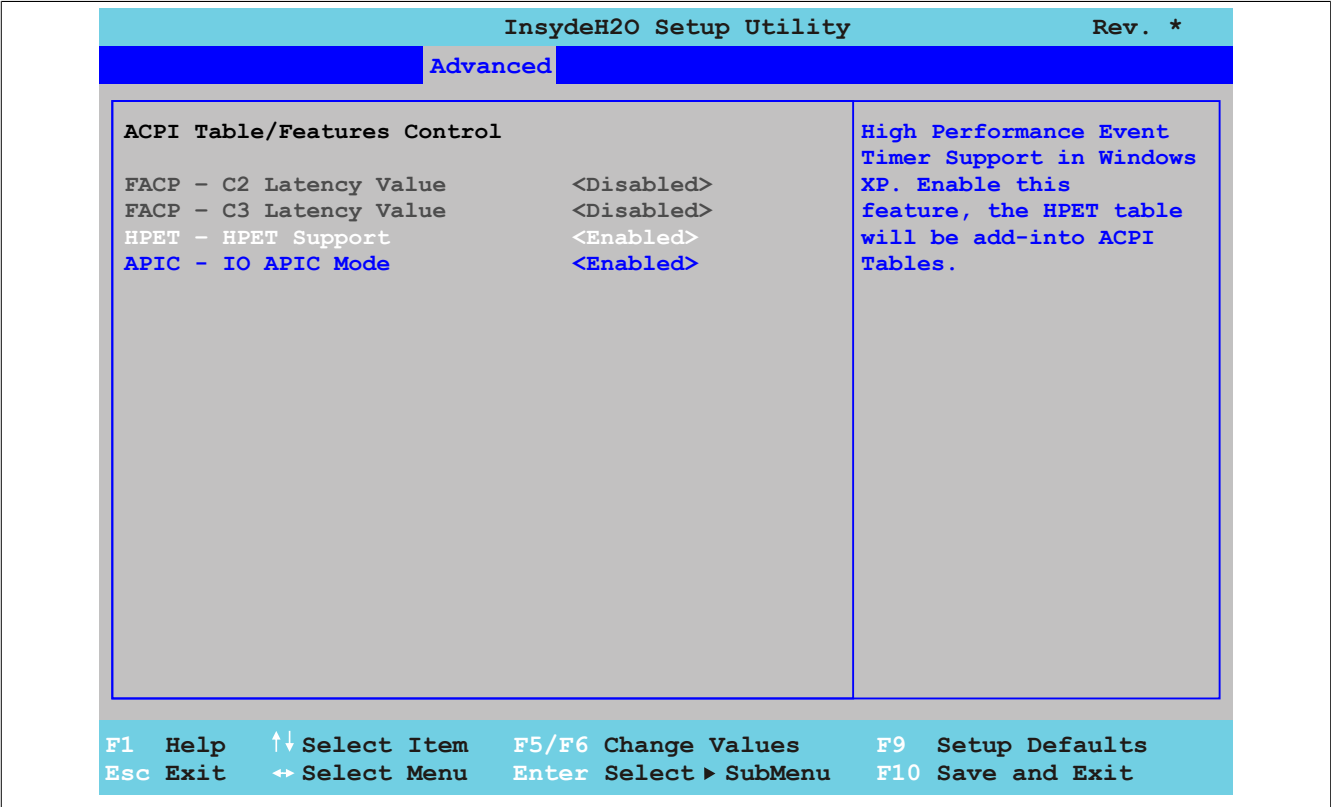 InsydeH2O Setup Utility Rev. *
Advanced
ACPI Table/Features Control
FACP – C2 Latency Value <Disabled>
FACP – C3 Latency Value <Disabled>
HPET – HPET Support <Enabled>
APIC - IO APIC Mode <Enabled>
High Performance Event
Timer Support in Windows
XP. Enable this
feature, the HPET table
will be add-into ACPI
Tables.
F1 Help ↑↓ Select Item F5/F6 Change Values F9 Setup Defaults
Esc Exit ↔ Select Menu Enter Select ▶ SubMenu F10 Save and Exit